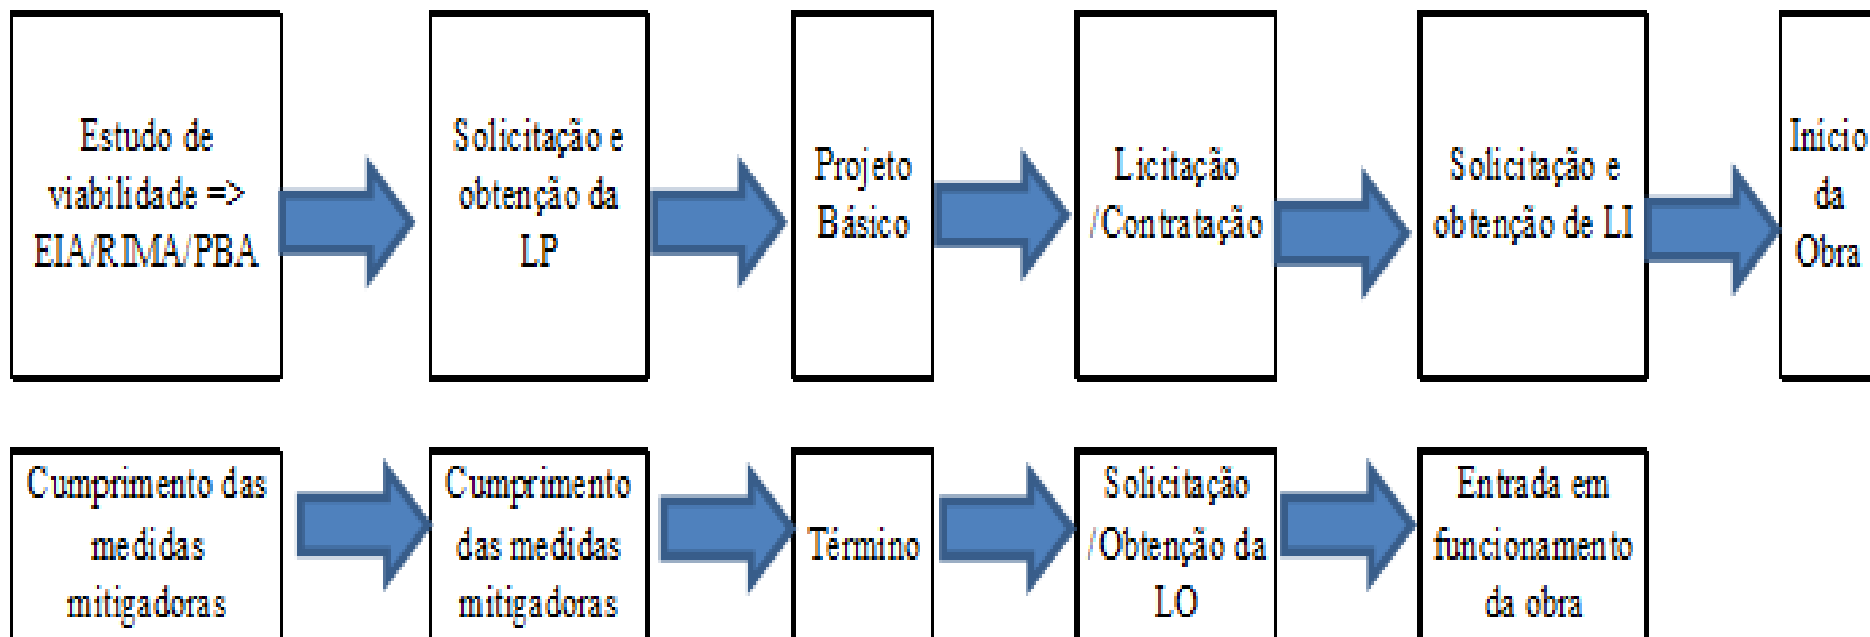 Estudo de
viabilidade =>
EIA/RIMA/PBA
Solicitação e
obtenção da
LP
Projeto
Básico
Licitação
/Contratação
Solicitação e
obtenção de LI
Início
da
Obra
Cumprimento das
medidas
mitigadoras
Cumprimento
das medidas
mitigadoras
Término
Solicitação
/Obtenção da
LO
Entrada em
funcionamento
da obra